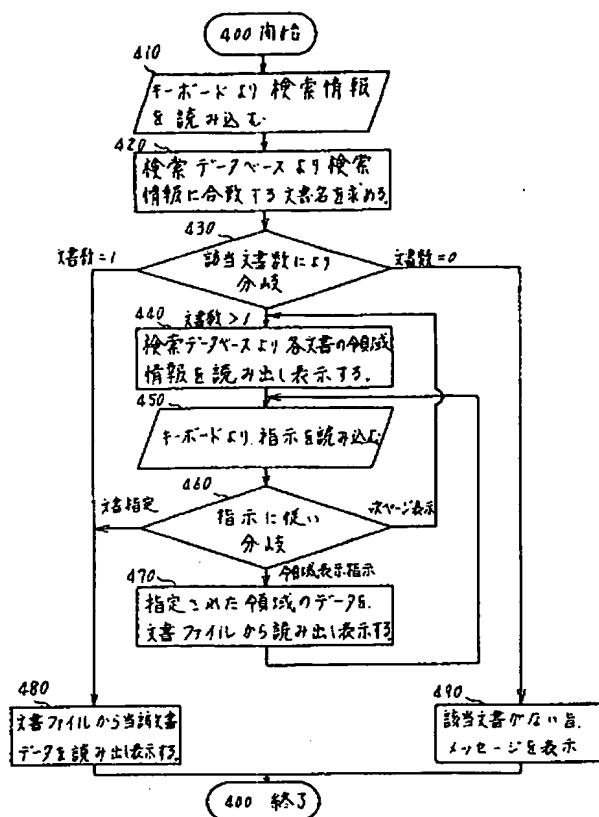 400 開始
410
キーボードより検索情報
を読み込む
420
検索データベースより検索
情報に合致する文書名を求める。
430
文書数=1
該当文書数により
分岐
文書数=0
440
文書数>1
検索データベースより各文書の領域
情報を読み出し表示する。
450
キーボードより指示を読み込む
460
文書指定
指示に従い
分岐
次ページ表示
領域表示指示
470
指定された領域のデータを
文書ファイルから読み出し表示する
480
文書ファイルから当該文書
データを読み出し表示する。
490
該当文書がない旨、
メッセージを表示
400 終了